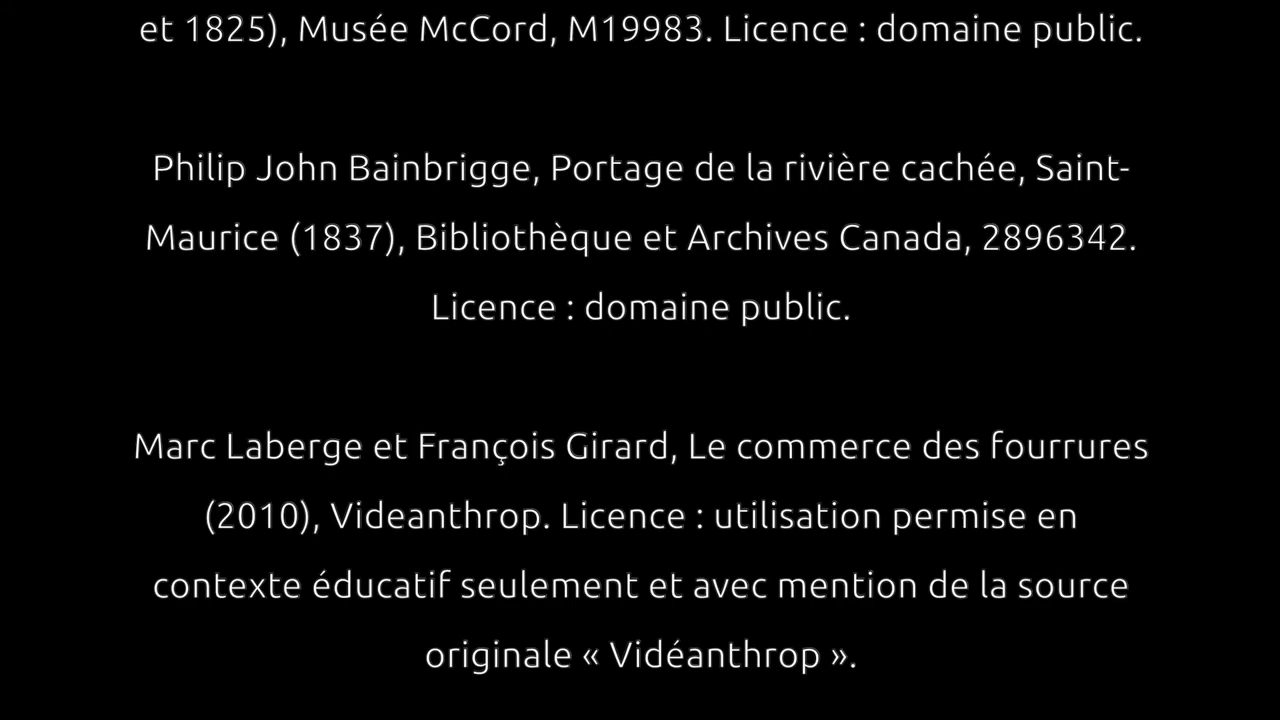 et 1825), Musée McCord, M19983. Licence : domaine public.
Philip John Bainbrigge, Portage de la rivière cachée, Saint-
Maurice (1837), Bibliothèque et Archives Canada, 2896342.
Licence : domaine public.
Marc Laberge et François Girard, Le commerce des fourrures
(2010), Videanthrop. Licence : utilisation permise en
contexte éducatif seulement et avec mention de la source
originale « Vidéanthrop ».